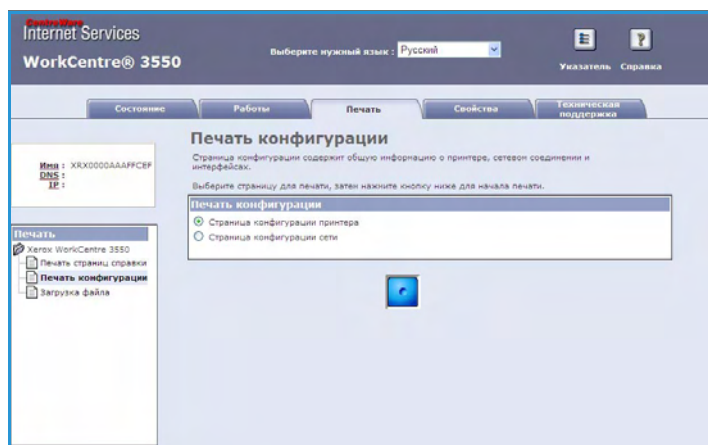 CentreWare
Internet Services
WorkCentre® 3550
Выберите нужный язык : Русский
Указатель Справка
Состояние Работы Печать Свойства Техническая поддержка
Имя : XRX0000AAAFFCEF
DNS :
IP :
Печать конфигурации
Страница конфигурации содержит общую информацию о принтере, сетевом соединении и
интерфейсах.
Выберите страницу для печати, затем нажмите кнопку ниже для начала печати.
Печать конфигурации
Страница конфигурации принтера
Страница конфигурации сети
Печать
Xerox WorkCentre 3550
Печать страниц справки
Печать конфигурации
Загрузка файла